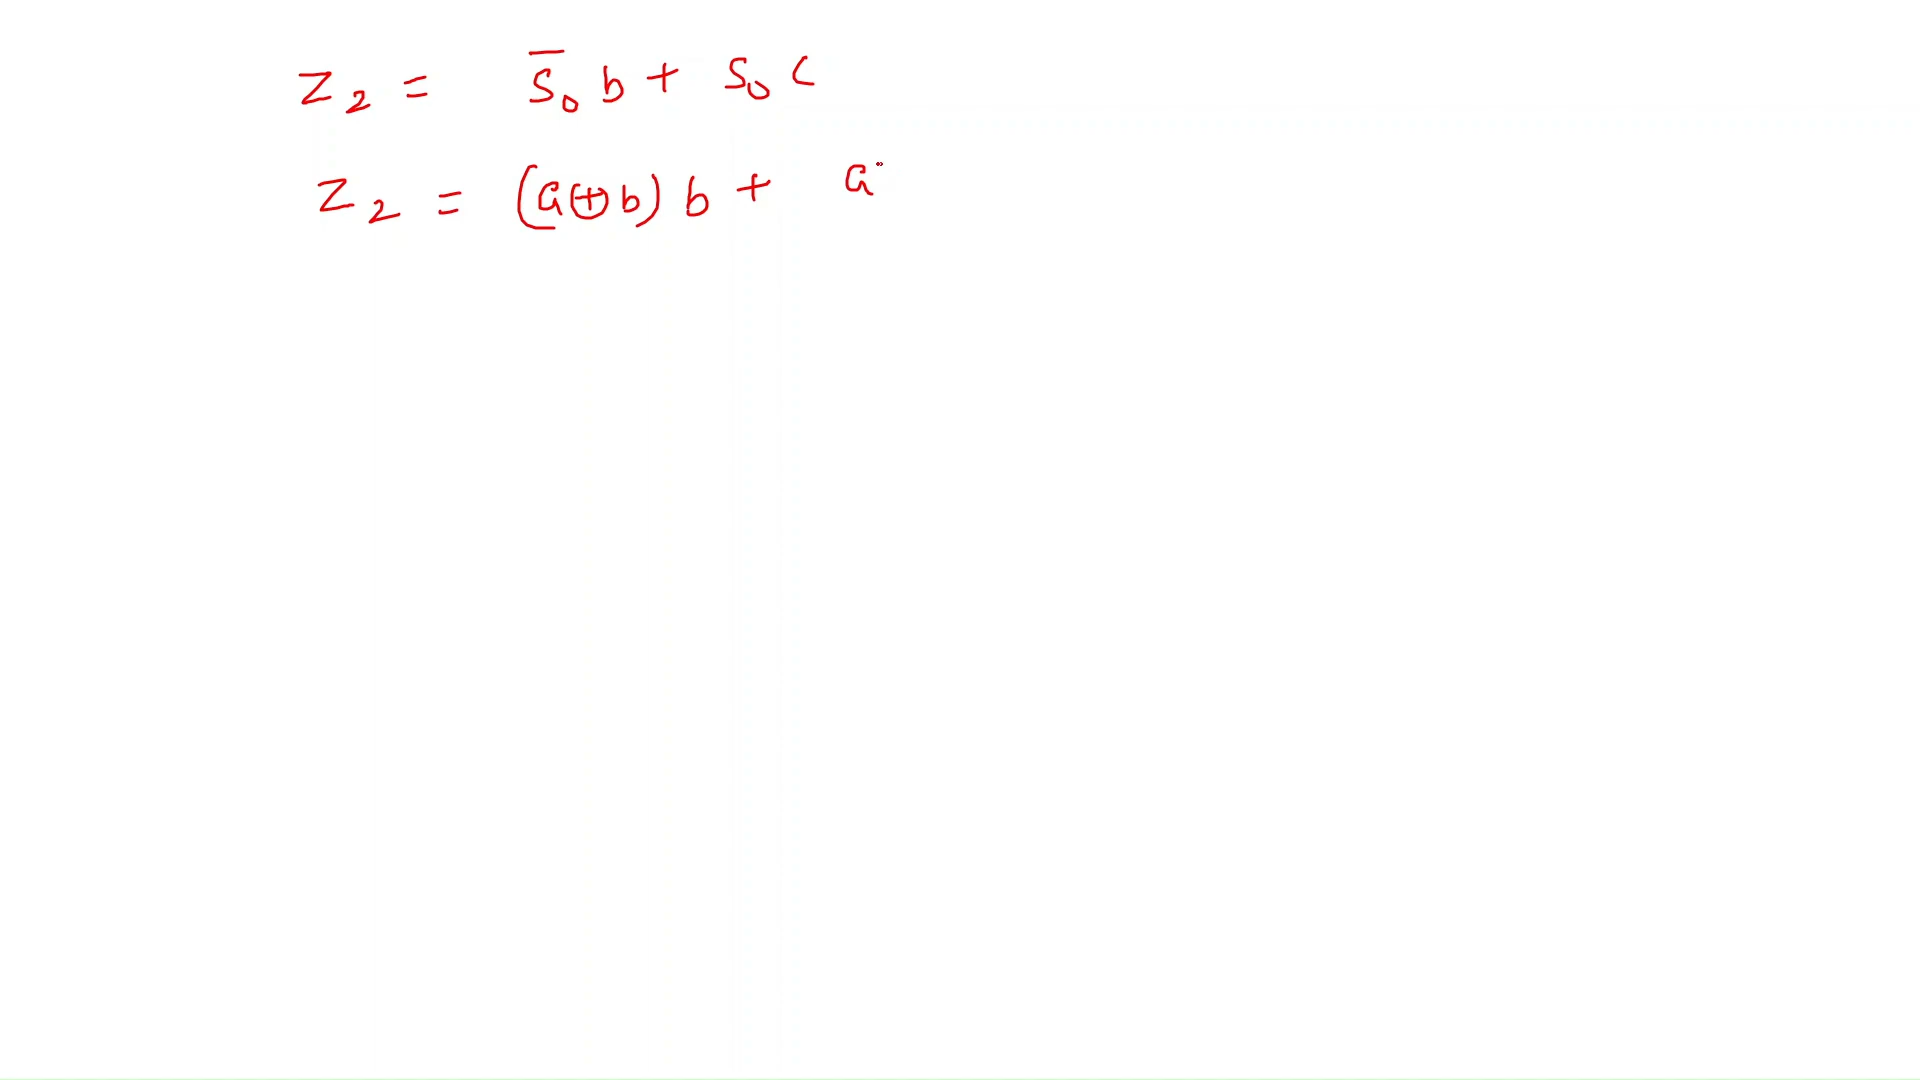 Z₂ = S̅₀ b + S₀ C
Z₂ = (a⊕b) b + a